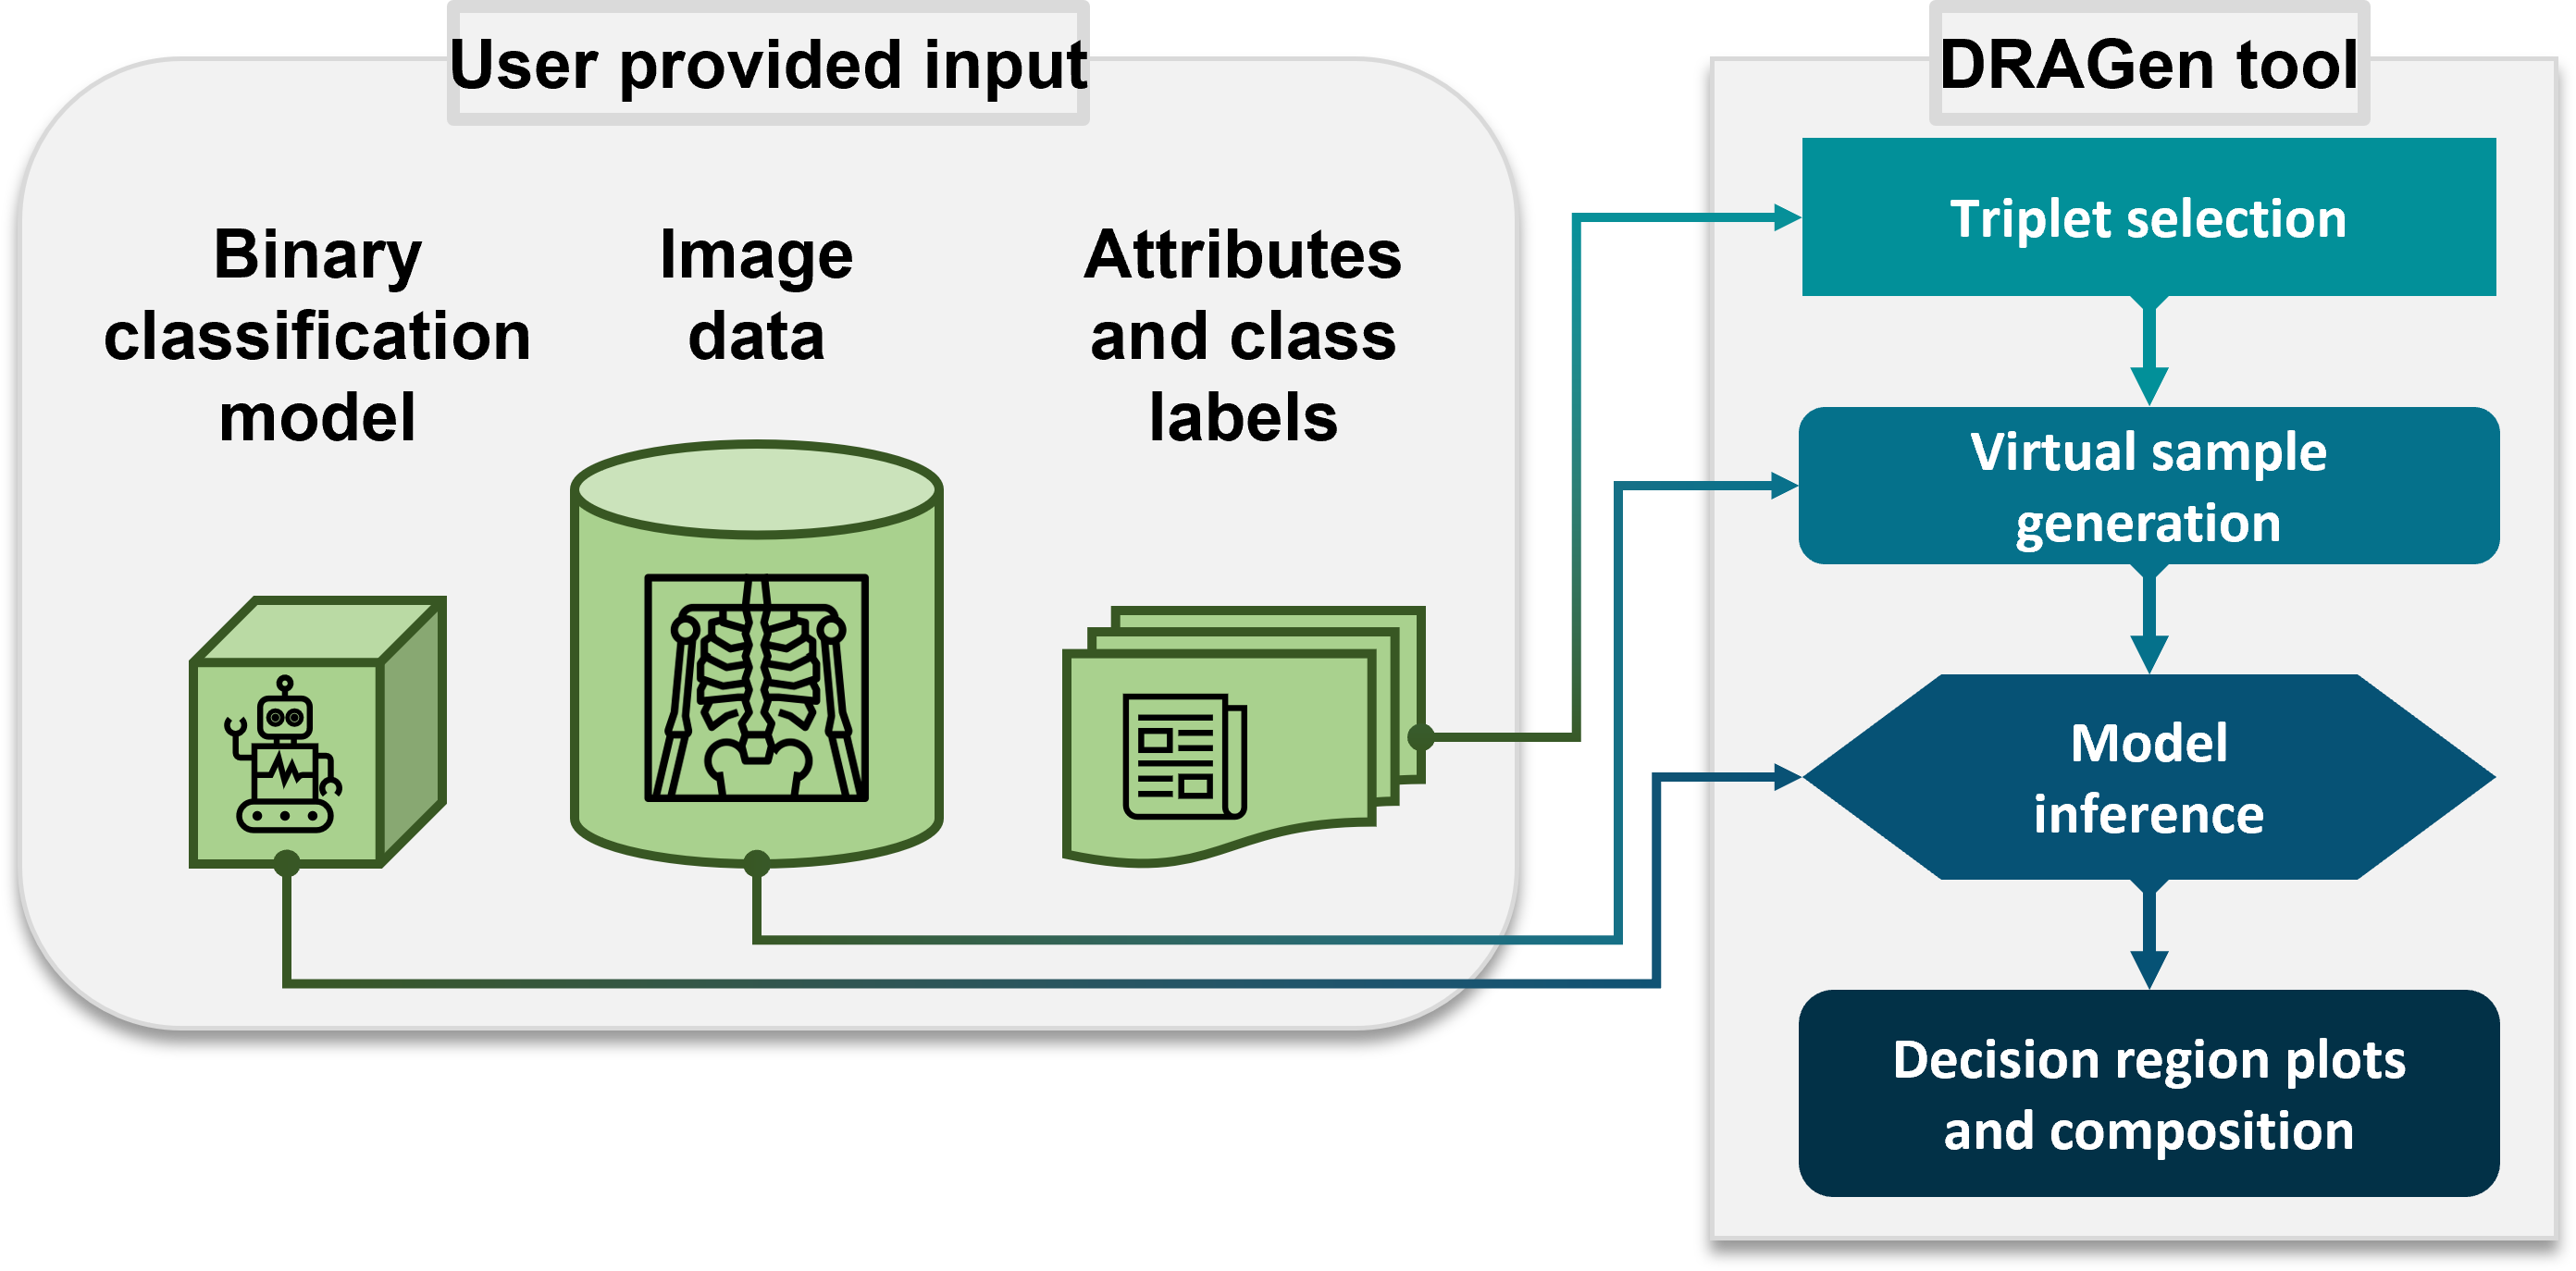 User provided input
Binary
classification
model
Image
data
Attributes
and class
labels
DRAGen tool
Triplet selection
Virtual sample
generation
Model
inference
Decision region plots
and composition